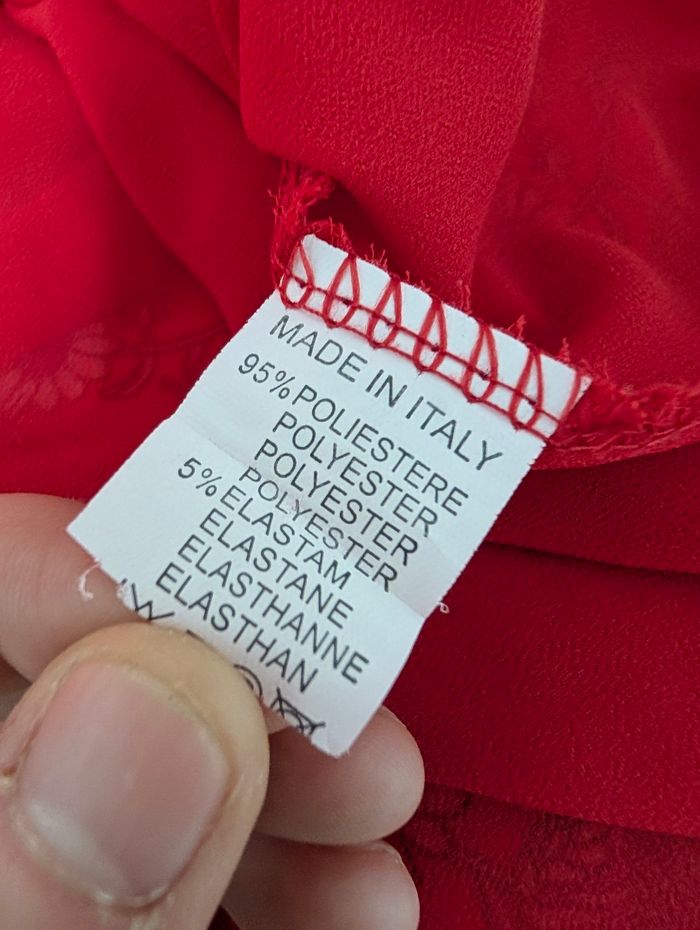 MADE IN ITALY
95% POLIESTERE
POLYESTER
POLYESTER
POLYESTER
5% ELASTAM
ELASTANE
ELASTHANNE
ELASTHAN